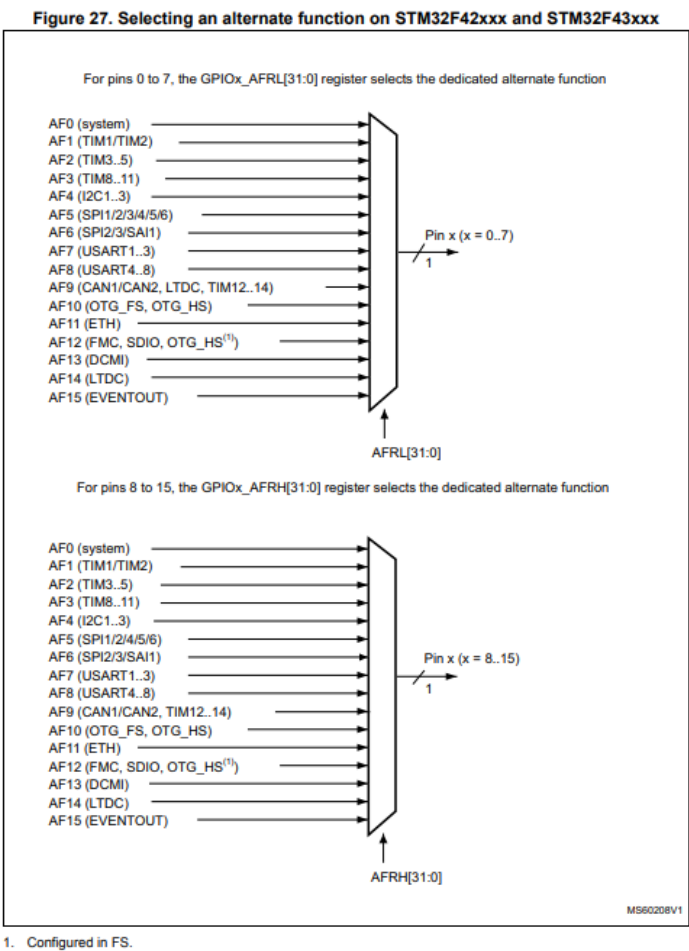 Figure 27. Selecting an alternate function on STM32F42xxx and STM32F43xxx
For pins 0 to 7, the GPIOx_AFRL[31:0] register selects the dedicated alternate function
AF0 (system)
AF1 (TIM1/TIM2)
AF2 (TIM3..5)
AF3 (TIM8..11)
AF4 (I2C1..3)
AF5 (SPI1/2/3/4/5/6)
AF6 (SPI2/3/SAI1)
AF7 (USART1..3)
AF8 (USART4..8)
AF9 (CAN1/CAN2, LTDC, TIM12..14)
AF10 (OTG_FS, OTG_HS)
AF11 (ETH)
AF12 (FMC, SDIO, OTG_HS(1))
AF13 (DCMI)
AF14 (LTDC)
AF15 (EVENTOUT)
Pin x (x = 0..7)
1
AFRL[31:0]
For pins 8 to 15, the GPIOx_AFRH[31:0] register selects the dedicated alternate function
AF0 (system)
AF1 (TIM1/TIM2)
AF2 (TIM3..5)
AF3 (TIM8..11)
AF4 (I2C1..3)
AF5 (SPI1/2/4/5/6)
AF6 (SPI2/3/SAI1)
AF7 (USART1..3)
AF8 (USART4..8)
AF9 (CAN1/CAN2, TIM12..14)
AF10 (OTG_FS, OTG_HS)
AF11 (ETH)
AF12 (FMC, SDIO, OTG_HS(1))
AF13 (DCMI)
AF14 (LTDC)
AF15 (EVENTOUT)
Pin x (x = 8..15)
1
AFRH[31:0]
MS60208V1
1. Configured in FS.